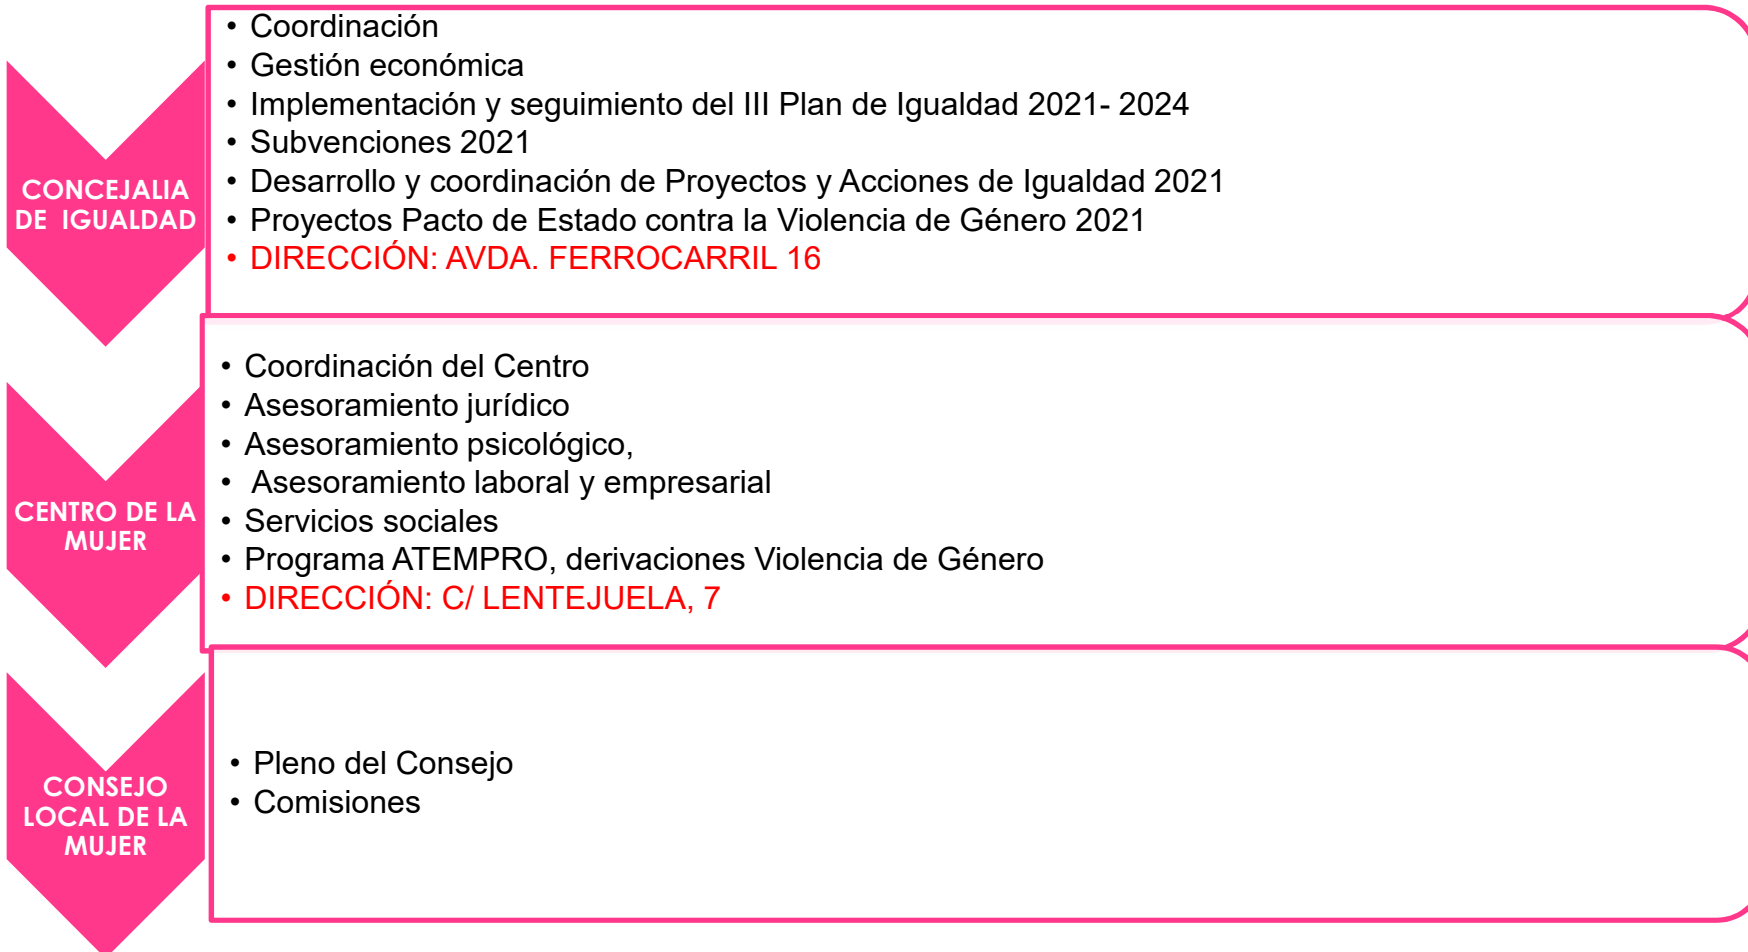 CONCEJALIA
DE IGUALDAD
• Coordinación
• Gestión económica
• Implementación y seguimiento del III Plan de Igualdad 2021- 2024
• Subvenciones 2021
• Desarrollo y coordinación de Proyectos y Acciones de Igualdad 2021
• Proyectos Pacto de Estado contra la Violencia de Género 2021
• DIRECCIÓN: AVDA. FERROCARRIL 16
CENTRO DE LA
MUJER
• Coordinación del Centro
• Asesoramiento jurídico
• Asesoramiento psicológico,
• Asesoramiento laboral y empresarial
• Servicios sociales
• Programa ATEMPRO, derivaciones Violencia de Género
• DIRECCIÓN: C/ LENTEJUELA, 7
CONSEJO
LOCAL DE LA
MUJER
• Pleno del Consejo
• Comisiones